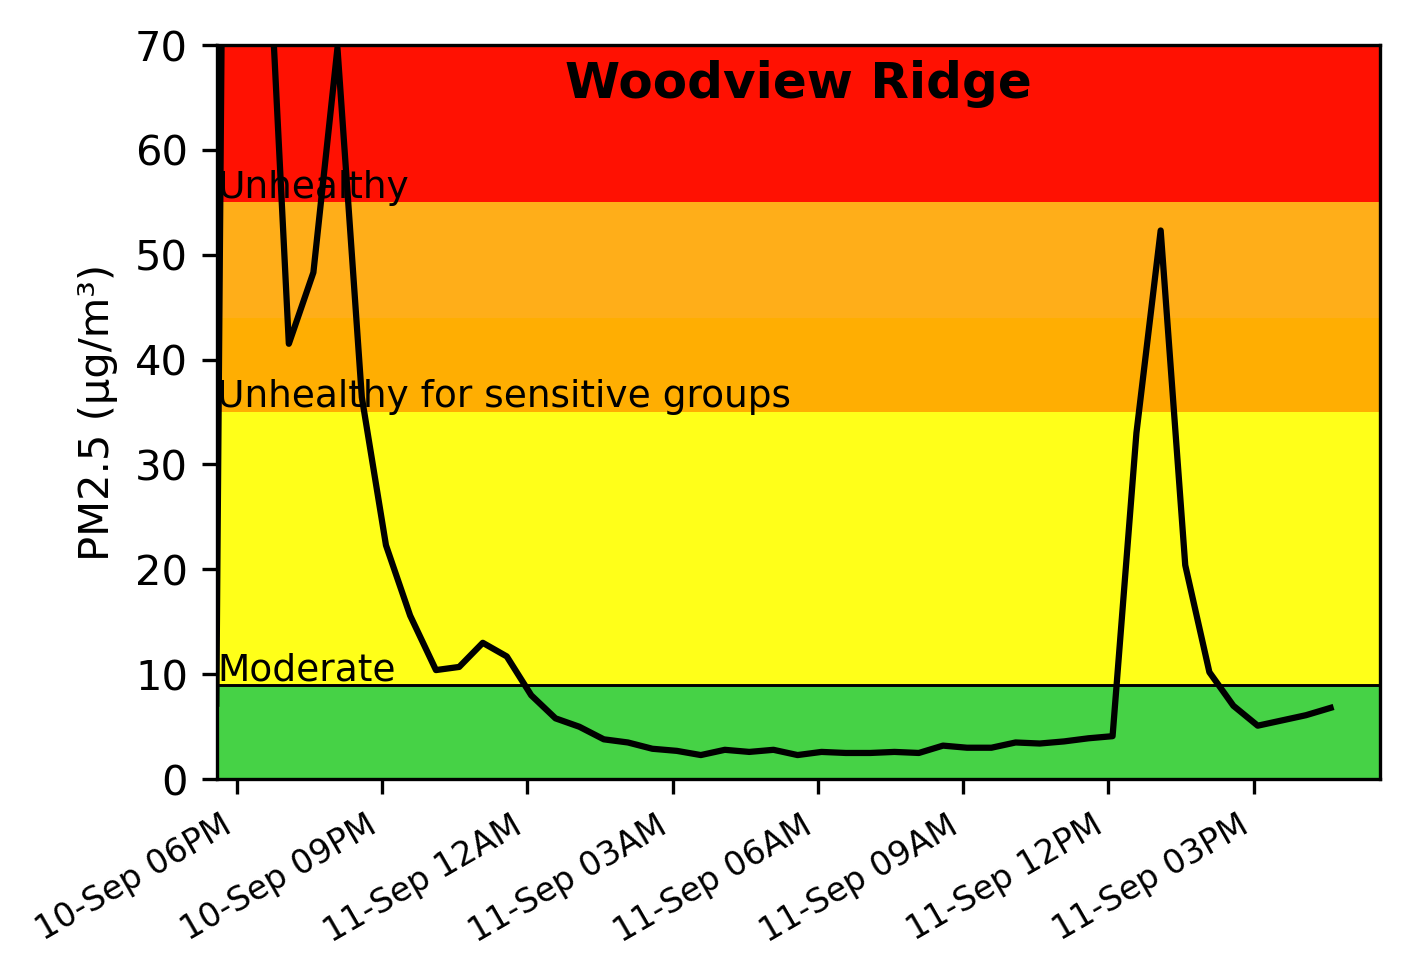 Woodview Ridge
PM2.5 (µg/m³)
70
60
Unhealthy
50
40
Unhealthy for sensitive groups
30
20
10
Moderate
0
10-Sep 06PM
10-Sep 09PM
11-Sep 12AM
11-Sep 03AM
11-Sep 06AM
11-Sep 09AM
11-Sep 12PM
11-Sep 03PM